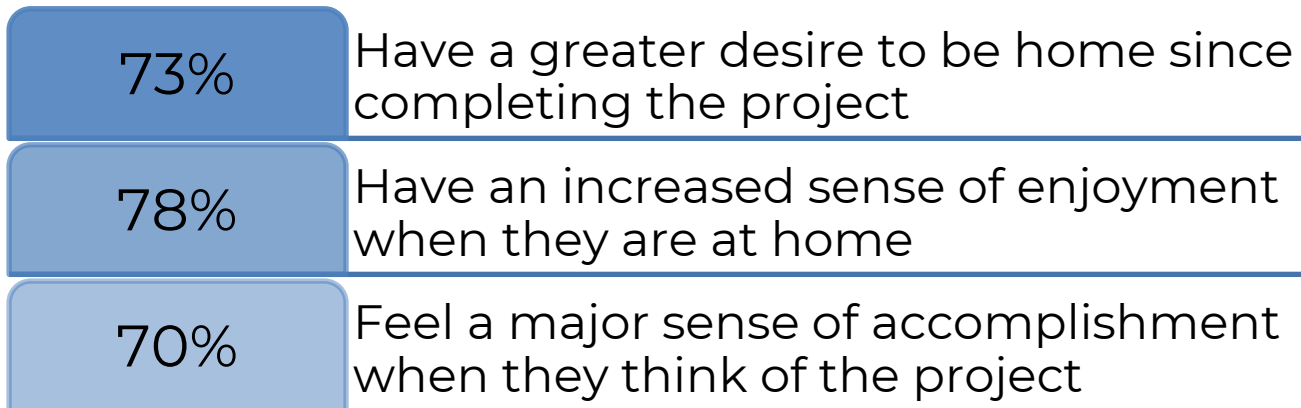 73%
Have a greater desire to be home since
completing the project
78%
Have an increased sense of enjoyment
when they are at home
70%
Feel a major sense of accomplishment
when they think of the project